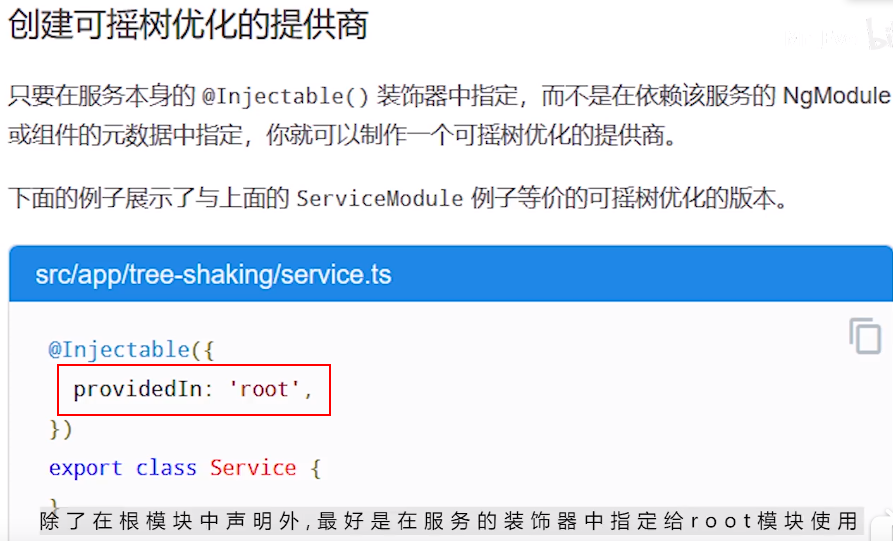 创建可摇树优化的提供商
只要在服务本身的 @Injectable() 装饰器中指定，而不是在依赖该服务的 NgModule
或组件的元数据中指定，你就可以制作一个可摇树优化的提供商。
下面的例子展示了与上面的 ServiceModule 例子等价的可摇树优化的版本。
src/app/tree-shaking/service.ts
@Injectable({
providedIn: 'root',
})
export class Service {
}
除了在根模块中声明外,最好是在服务的装饰器中指定给root模块使用